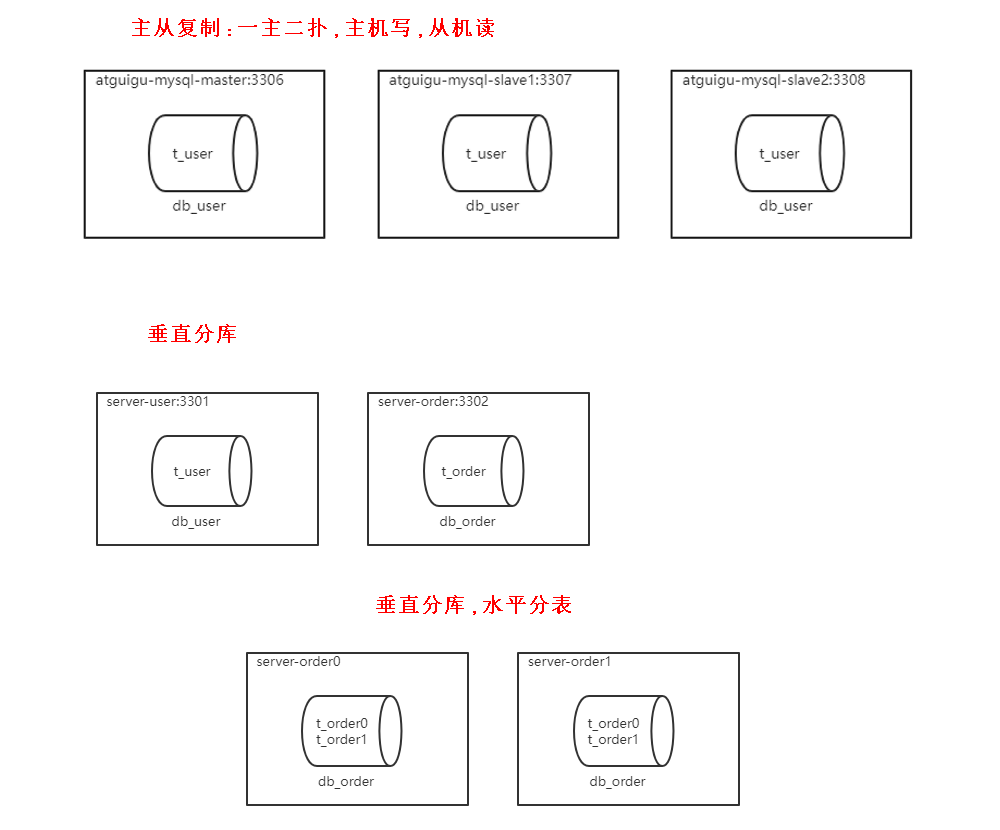 主从复制:一主二扑,主机写,从机读
atguigu-mysql-master:3306
atguigu-mysql-slave1:3307
atguigu-mysql-slave2:3308
t_user
t_user
t_user
db_user
db_user
db_user
垂直分库
server-user:3301
server-order:3302
t_user
t_order
db_user
db_order
垂直分库,水平分表
server-order0
server-order1
t_order0
t_order1
t_order0
t_order1
db_order
db_order